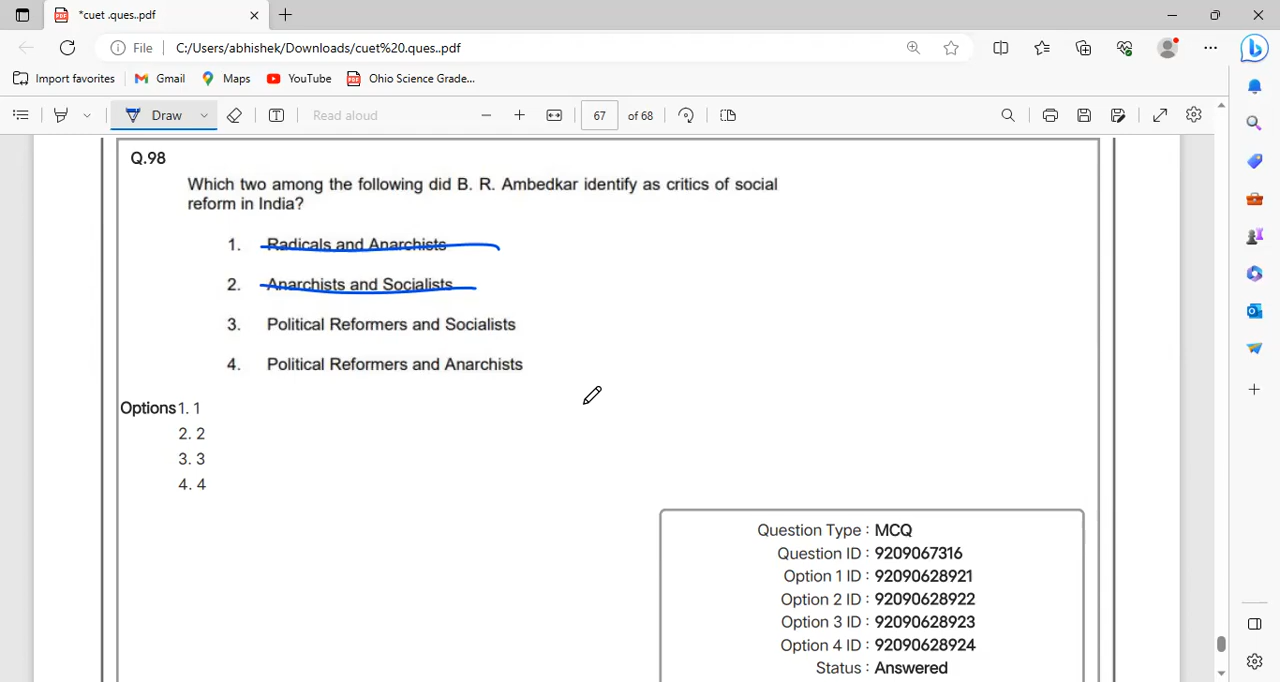 *cuet .ques..pdf
File C:/Users/abhishek/Downloads/cuet%20.ques..pdf
Import favorites Gmail Maps YouTube Ohio Science Grade...
Draw Read aloud 67 of 68
Q.98
Which two among the following did B. R. Ambedkar identify as critics of social
reform in India?
1. Radicals and Anarchists
2. Anarchists and Socialists
3. Political Reformers and Socialists
4. Political Reformers and Anarchists
Options 1. 1
2. 2
3. 3
4. 4
Question Type : MCQ
Question ID : 9209067316
Option 1 ID : 92090628921
Option 2 ID : 92090628922
Option 3 ID : 92090628923
Option 4 ID : 92090628924
Status : Answered